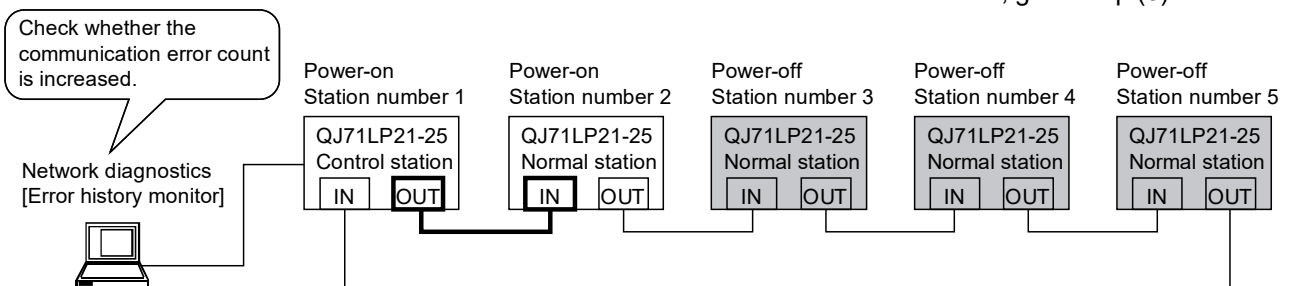 Check whether the
communication error count
is increased.
Power-on
Station number 1
Power-on
Station number 2
Power-off
Station number 3
Power-off
Station number 4
Power-off
Station number 5
QJ71LP21-25
Control station
IN OUT
QJ71LP21-25
Normal station
IN OUT
QJ71LP21-25
Normal station
IN OUT
QJ71LP21-25
Normal station
IN OUT
QJ71LP21-25
Normal station
IN OUT
Network diagnostics
[Error history monitor]